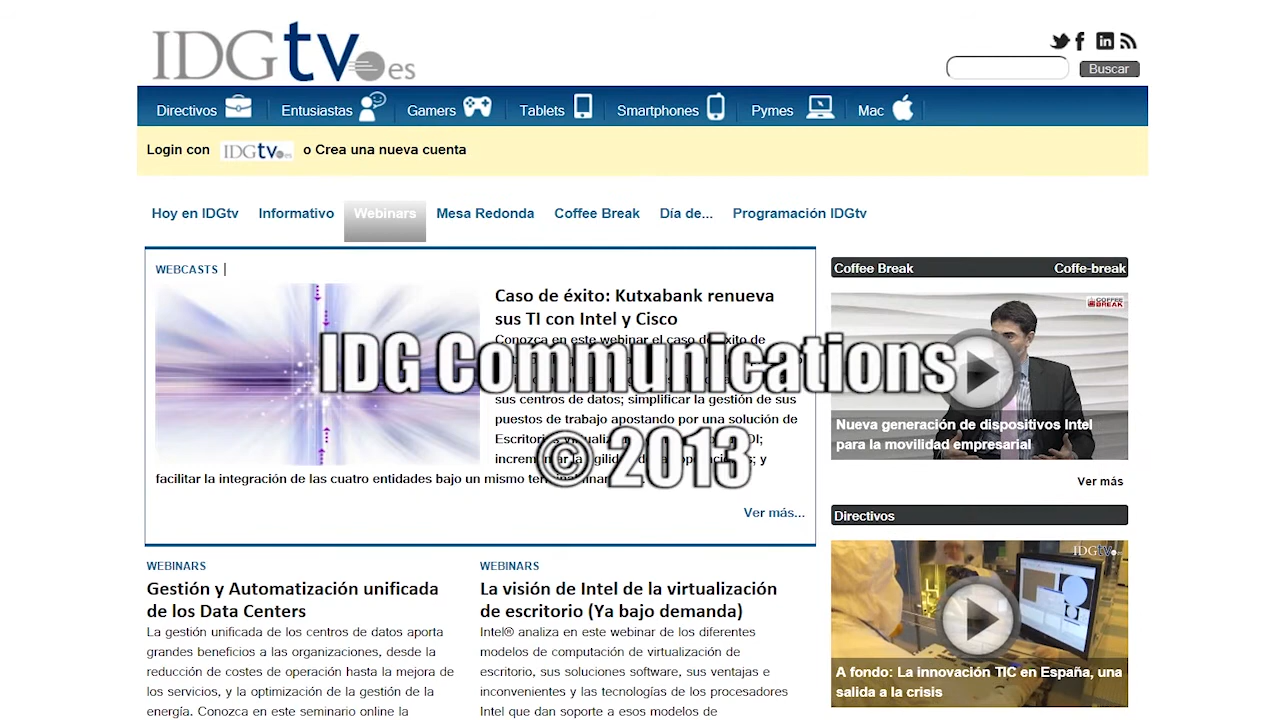 IDGtv.es
Buscar
Directivos Entusiastas Gamers Tablets Smartphones Pymes Mac
Login con IDGtv.es o Crea una nueva cuenta
Hoy en IDGtv Informativo Webinars Mesa Redonda Coffee Break Día de... Programación IDGtv
WEBCASTS |
Caso de éxito: Kutxabank renueva
sus TI con Intel y Cisco
Conozca en este webinar el caso de éxito de
IDG Communications
sus centros de datos; simplificar la gestión de sus
puestos de trabajo apostando por una solución de
© 2013
facilitar la integración de las cuatro entidades bajo un mismo
Ver más...
WEBINARS
Gestión y Automatización unificada
de los Data Centers
La gestión unificada de los centros de datos aporta
grandes beneficios a las organizaciones, desde la
reducción de costes de operación hasta la mejora de
los servicios, y la optimización de la gestión de la
energía. Conozca en este seminario online la
WEBINARS
La visión de Intel de la virtualización
de escritorio (Ya bajo demanda)
Intel® analiza en este webinar de los diferentes
modelos de computación de virtualización de
escritorio, sus soluciones software, sus ventajas e
inconvenientes y las tecnologías de los procesadores
Intel que dan soporte a esos modelos de
Coffee Break Coffe-break
COFFEE
BREAK
Nueva generación de dispositivos Intel
para la movilidad empresarial
Ver más
Directivos
IDGtv
A fondo: La innovación TIC en España, una
salida a la crisis